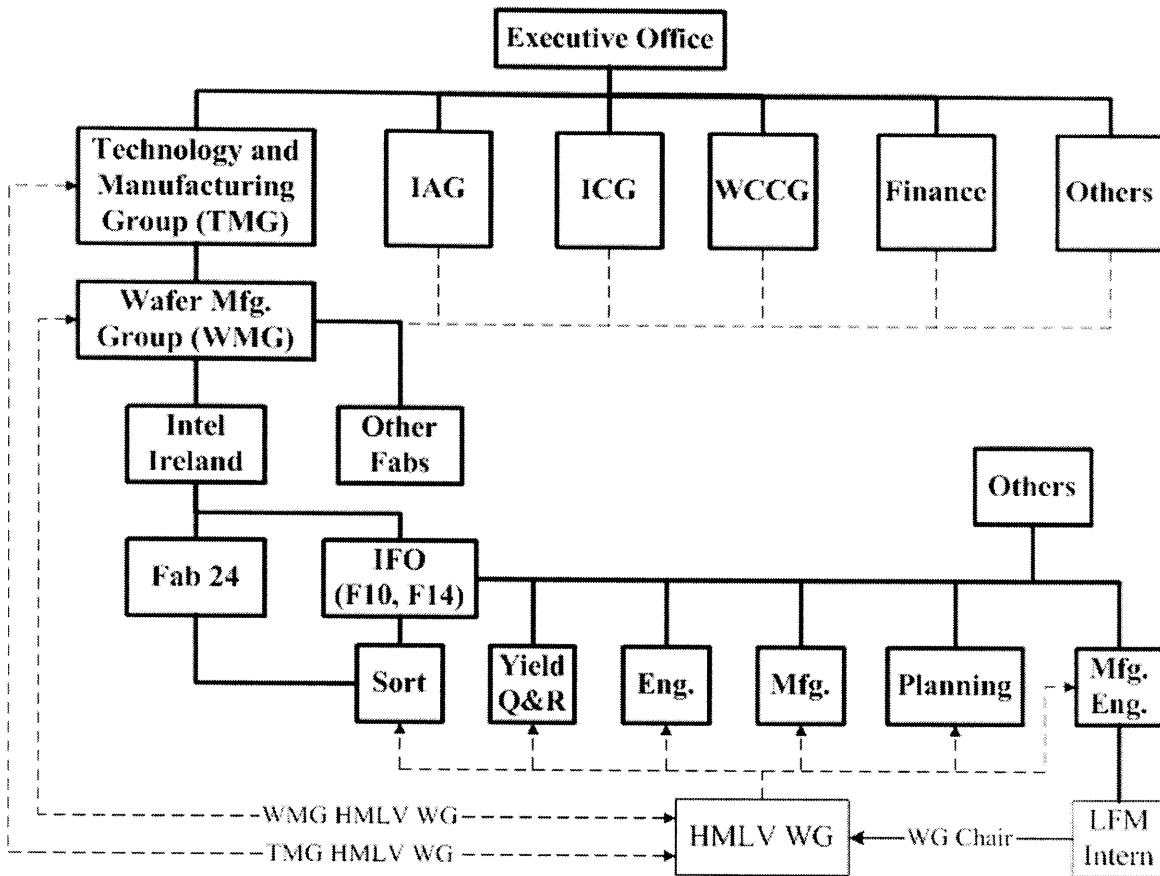 Executive Office
Technology and
Manufacturing
Group (TMG)
IAG
ICG
WCCG
Finance
Others
Wafer Mfg.
Group (WMG)
Intel
Ireland
Other
Fabs
Others
Fab 24
IFO
(F10, F14)
Sort
Yield
Q&R
Eng.
Mfg.
Planning
Mfg.
Eng.
WMG HMLV WG
TMG HMLV WG
HMLV WG
WG Chair
LFM
Intern